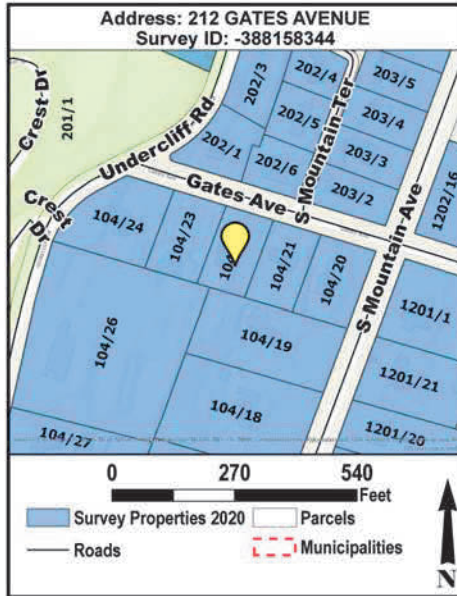 Address: 212 GATES AVENUE
Survey ID: -388158344
202/3
202/4
203/5
Crest Dr
201/1
Undercliff Rd
202/5
S Mountain Ter
203/4
202/1
202/6
203/3
1202/16
Gates Ave
203/2
S Mountain Ave
Crest Dr
104/24
104/23
104/21
104/20
1201/1
104/26
104/19
1201/21
104/18
1201/20
104/27
0 270 540
Feet
Survey Properties 2020
Parcels
Roads
Municipalities
N